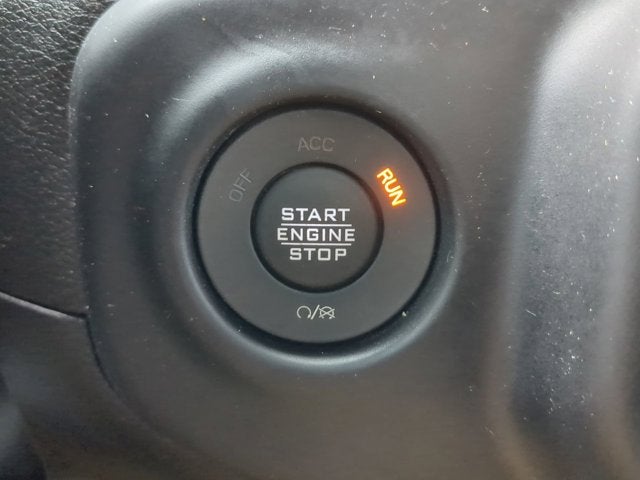 ACC
OFF
RUN
START
ENGINE
STOP